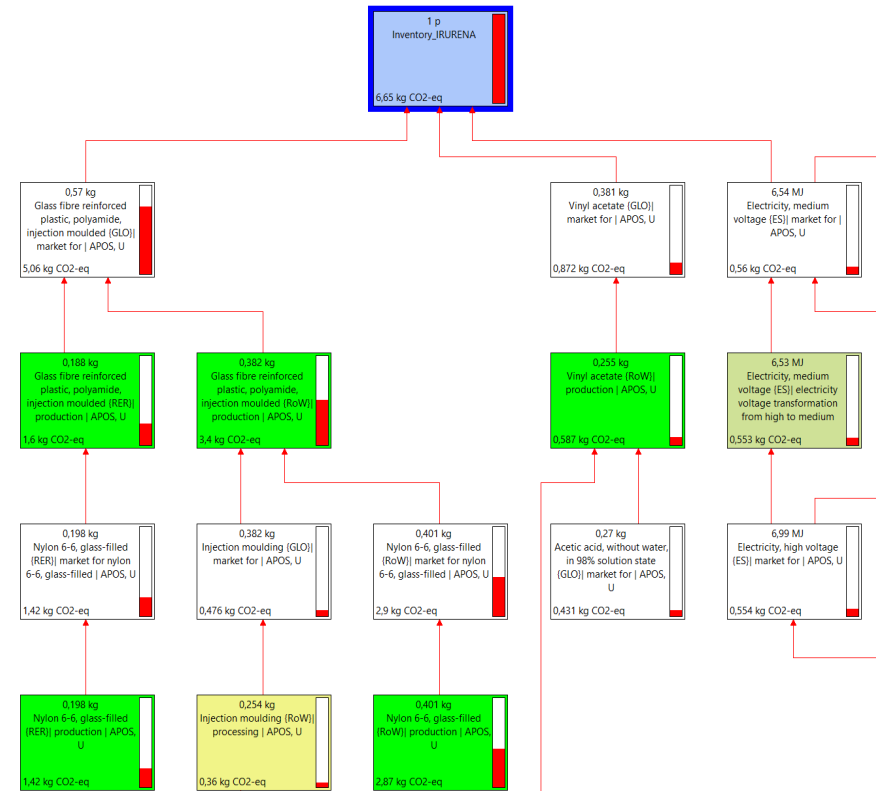 1 p
Inventory_IRURENA
6,65 kg CO2-eq
0,57 kg
Glass fibre reinforced
plastic, polyamide,
injection moulded {GLO}|
market for | APOS, U
5,06 kg CO2-eq
0,381 kg
Vinyl acetate {GLO}|
market for | APOS, U
0,872 kg CO2-eq
6,54 MJ
Electricity, medium
voltage {ES}| market for |
APOS, U
0,56 kg CO2-eq
0,188 kg
Glass fibre reinforced
plastic, polyamide,
injection moulded {RER}|
production | APOS, U
1,6 kg CO2-eq
0,382 kg
Glass fibre reinforced
plastic, polyamide,
injection moulded {RoW}|
production | APOS, U
3,4 kg CO2-eq
0,255 kg
Vinyl acetate {RoW}|
production | APOS, U
0,587 kg CO2-eq
6,53 MJ
Electricity, medium
voltage {ES}| electricity
voltage transformation
from high to medium
0,553 kg CO2-eq
0,198 kg
Nylon 6-6, glass-filled
{RER}| market for nylon
6-6, glass-filled | APOS, U
1,42 kg CO2-eq
0,382 kg
Injection moulding {GLO}|
market for | APOS, U
0,476 kg CO2-eq
0,401 kg
Nylon 6-6, glass-filled
{RoW}| market for nylon
6-6, glass-filled | APOS, U
2,9 kg CO2-eq
0,27 kg
Acetic acid, without water,
in 98% solution state
{GLO}| market for | APOS,
U
0,431 kg CO2-eq
6,99 MJ
Electricity, high voltage
{ES}| market for | APOS, U
0,554 kg CO2-eq
0,198 kg
Nylon 6-6, glass-filled
{RER}| production | APOS,
U
1,42 kg CO2-eq
0,254 kg
Injection moulding {RoW}|
processing | APOS, U
0,36 kg CO2-eq
0,401 kg
Nylon 6-6, glass-filled
{RoW}| production | APOS,
U
2,87 kg CO2-eq